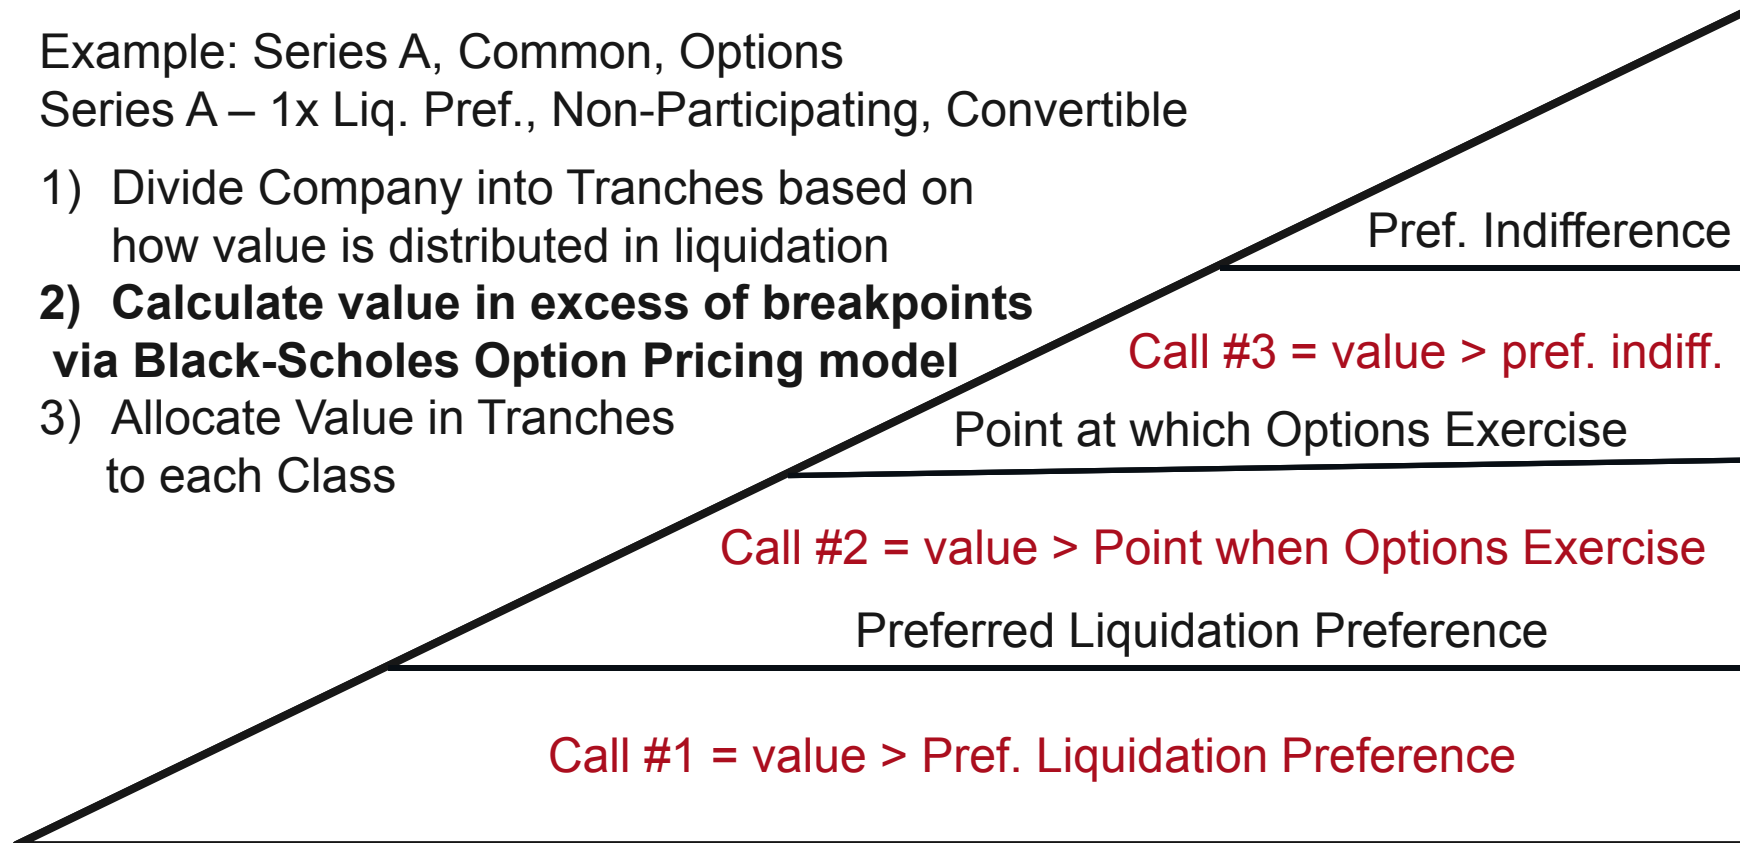 Example: Series A, Common, Options
Series A – 1x Liq. Pref., Non-Participating, Convertible
1) Divide Company into Tranches based on
how value is distributed in liquidation
2) Calculate value in excess of breakpoints
via Black-Scholes Option Pricing model
3) Allocate Value in Tranches
to each Class
Pref. Indifference
Call #3 = value > pref. indiff.
Point at which Options Exercise
Call #2 = value > Point when Options Exercise
Preferred Liquidation Preference
Call #1 = value > Pref. Liquidation Preference